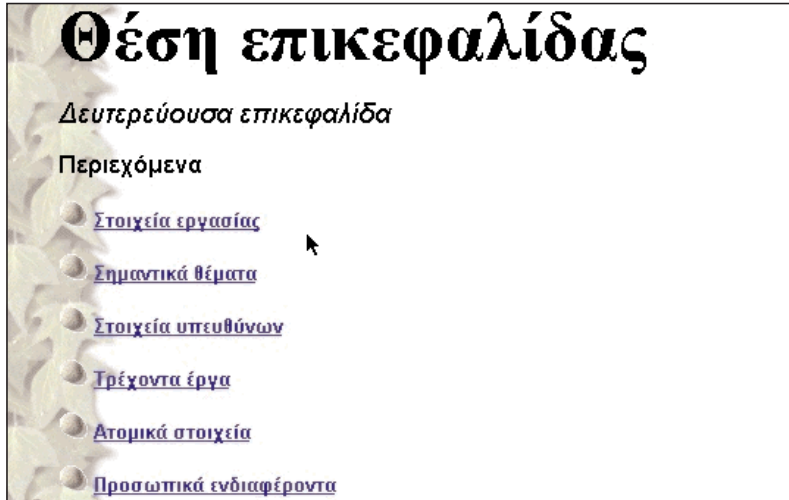 Θέση επικεφαλίδας
Δευτερεύουσα επικεφαλίδα
Περιεχόμενα
Στοιχεία εργασίας
Σημαντικά θέματα
Στοιχεία υπευθύνων
Τρέχοντα έργα
Ατομικά στοιχεία
Προσωπικά ενδιαφέροντα